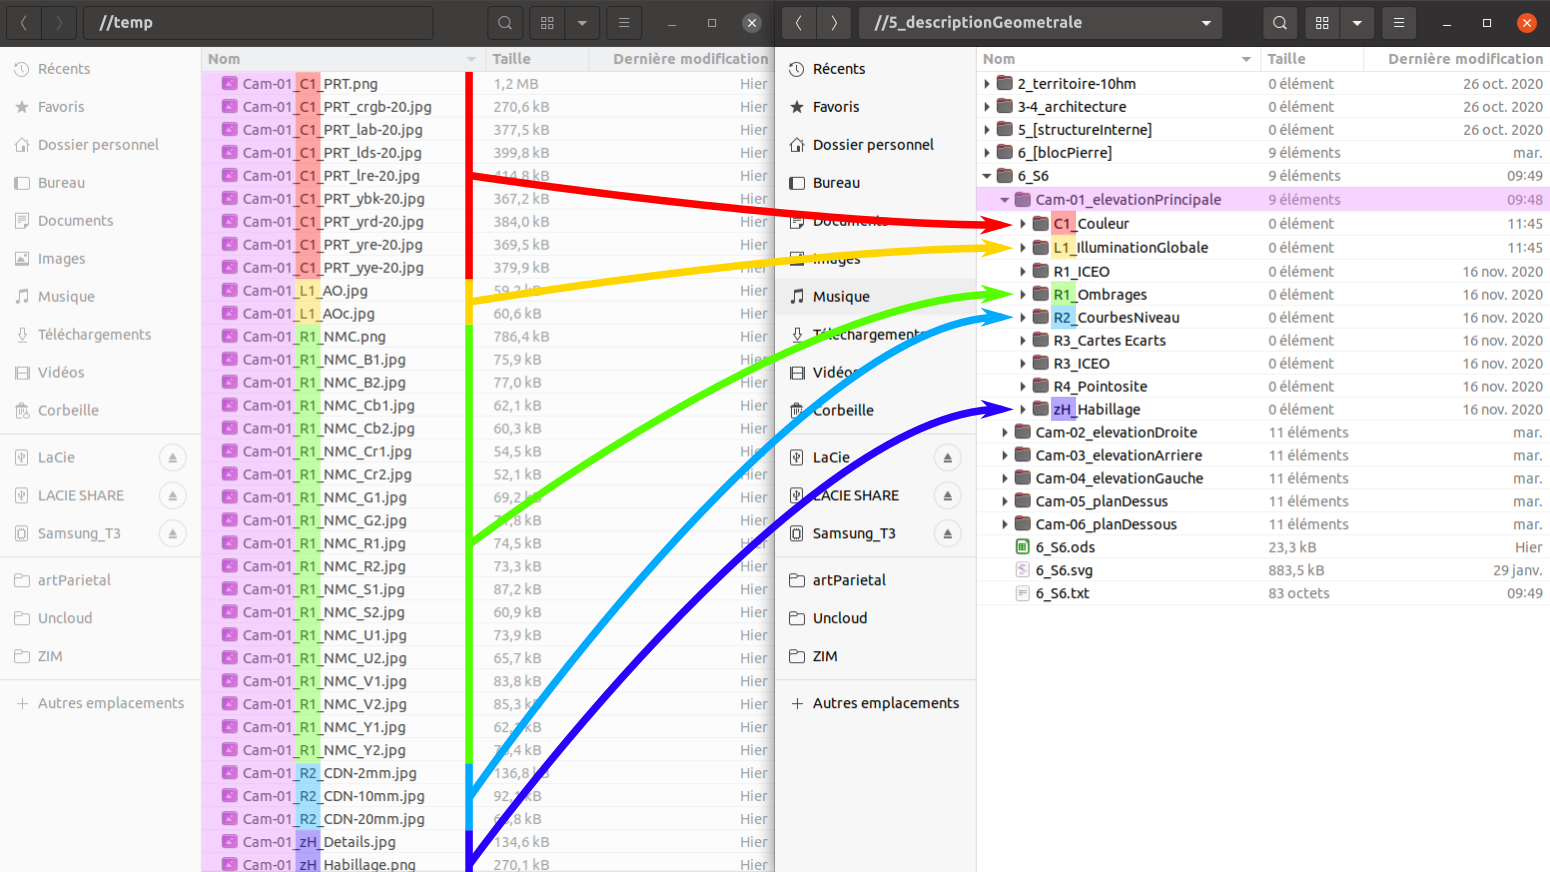 //temp
Récents
Favoris
Dossier personnel
Bureau
Documents
Images
Musique
Téléchargements
Vidéos
Corbeille
LaCie
LACIE SHARE
Samsung_T3
artParietal
Uncloud
ZIM
Autres emplacements
Nom Taille Dernière modification
Cam-01_C1_PRT.png 1,2 MB Hier
Cam-01_C1_PRT_crgb-20.jpg 270,6 kB Hier
Cam-01_C1_PRT_lab-20.jpg 377,5 kB Hier
Cam-01_C1_PRT_lds-20.jpg 399,8 kB Hier
Cam-01_C1_PRT_lre-20.jpg 414,8 kB Hier
Cam-01_C1_PRT_ybk-20.jpg 367,2 kB Hier
Cam-01_C1_PRT_yrd-20.jpg 384,0 kB Hier
Cam-01_C1_PRT_yre-20.jpg 369,5 kB Hier
Cam-01_C1_PRT_yye-20.jpg 379,9 kB Hier
Cam-01_L1_AO.jpg 59,2 kB Hier
Cam-01_L1_AOc.jpg 60,6 kB Hier
Cam-01_R1_NMC.png 786,4 kB Hier
Cam-01_R1_NMC_B1.jpg 75,9 kB Hier
Cam-01_R1_NMC_B2.jpg 77,0 kB Hier
Cam-01_R1_NMC_Cb1.jpg 62,1 kB Hier
Cam-01_R1_NMC_Cb2.jpg 60,3 kB Hier
Cam-01_R1_NMC_Cr1.jpg 54,5 kB Hier
Cam-01_R1_NMC_Cr2.jpg 52,1 kB Hier
Cam-01_R1_NMC_G1.jpg 69,2 kB Hier
Cam-01_R1_NMC_G2.jpg kB Hier
Cam-01_R1_NMC_R1.jpg 74,5 kB Hier
Cam-01_R1_NMC_R2.jpg 73,3 kB Hier
Cam-01_R1_NMC_S1.jpg 87,2 kB Hier
Cam-01_R1_NMC_S2.jpg 60,9 kB Hier
Cam-01_R1_NMC_U1.jpg 73,9 kB Hier
Cam-01_R1_NMC_U2.jpg 65,7 kB Hier
Cam-01_R1_NMC_V1.jpg 83,8 kB Hier
Cam-01_R1_NMC_V2.jpg 85,3 kB Hier
Cam-01_R1_NMC_Y1.jpg kB Hier
Cam-01_R1_NMC_Y2.jpg kB Hier
Cam-01_R2_CDN-2mm.jpg 136,8 kB Hier
Cam-01_R2_CDN-10mm.jpg kB Hier
Cam-01_R2_CDN-20mm.jpg kB Hier
Cam-01_zH_Details.jpg 134,6 kB Hier
Cam-01_zH_Habillage.png 270,1 kB Hier
//5_descriptionGeometrale
Récents
Favoris
Dossier personnel
Bureau
Documents
Images
Musique
Téléchargements
Vidéos
Corbeille
LaCie
LACIE SHARE
Samsung_T3
artParietal
Uncloud
ZIM
Autres emplacements
Nom Taille Dernière modification
2_territoire-10hm 0 élément 26 oct. 2020
3-4_architecture 0 élément 26 oct. 2020
5_[structureInterne] 0 élément 26 oct. 2020
6_[blocPierre] 9 éléments mar.
6_S6 9 éléments 09:49
Cam-01_elevationPrincipale 9 éléments 09:48
C1_Couleur 0 élément 11:45
L1_IlluminationGlobale 0 élément 11:45
R1_ICEO 0 élément 16 nov. 2020
R1_Ombrages 0 élément 16 nov. 2020
R2_CourbesNiveau 0 élément 16 nov. 2020
R3_Cartes Ecarts 0 élément 16 nov. 2020
R3_ICEO 0 élément 16 nov. 2020
R4_Pointosite 0 élément 16 nov. 2020
zH_Habillage 0 élément 16 nov. 2020
Cam-02_elevationDroite 11 éléments mar.
Cam-03_elevationArriere 11 éléments mar.
Cam-04_elevationGauche 11 éléments mar.
Cam-05_planDessus 11 éléments mar.
Cam-06_planDessous 11 éléments mar.
6_S6.ods 23,3 kB Hier
6_S6.svg 883,5 kB 29 janv.
6_S6.txt 83 octets 09:49